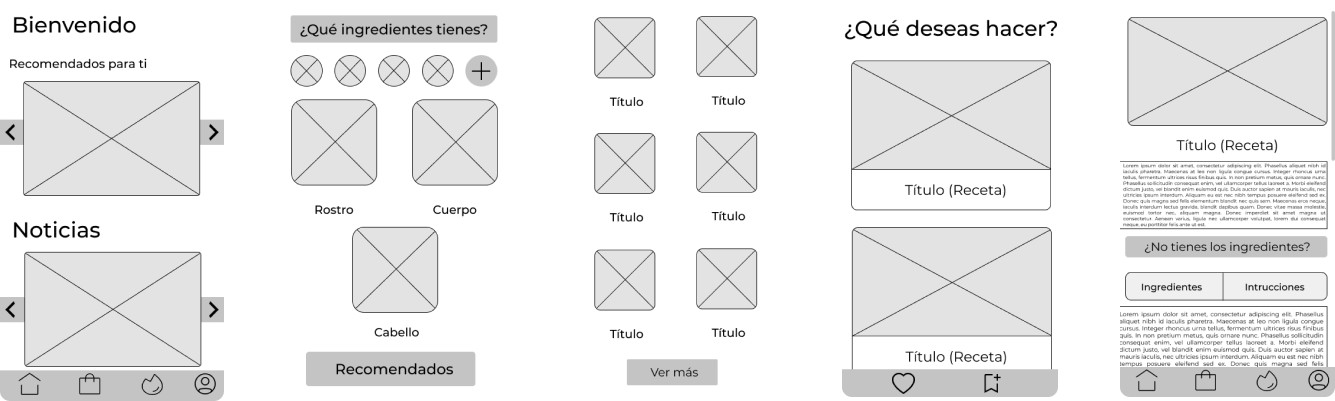 Bienvenido
Recomendados para ti
Noticias
¿Qué ingredientes tienes?
Rostro
Cuerpo
Cabello
Recomendados
Título
Título
Título
Título
Título
Título
Ver más
¿Qué deseas hacer?
Título (Receta)
Título (Receta)
Título (Receta)
Lorem ipsum dolor sit amet, consectetur adipiscing elit. Phasellus aliquet nibh id
iaculis pharetra. Maecenas at leo non ligula congue cursus. Integer rhoncus urna
tellus, fermentum ultrices risus finibus quis. In non pretium metus, quis ornare nunc.
Phasellus sollicitudin consequat enim, vel ullamcorper tellus laoreet a. Morbi eleifend
dictum justo, vel blandit enim euismod quis. Duis auctor sapien at mauris iaculis, nec
ultricies ipsum interdum. Aliquam eu est nec nibh tempus posuere eleifend sed ex.
Donec quis magna sed felis elementum blandit nec quis sem. Maecenas eros neque,
iaculis interdum lectus gravida, blandit dapibus quam. Donec vitae massa molestie,
euismod tortor nec, aliquam magna. Donec imperdiet sit amet magna ut
consectetur. Aenean varius, ligula nec ullamcorper volutpat, lorem dui consequat
neque, eu porttitor felis ante ut est.
¿No tienes los ingredientes?
Ingredientes
Intrucciones
Lorem ipsum dolor sit amet, consectetur adipiscing elit. Phasellus
aliquet nibh id iaculis pharetra. Maecenas at leo non ligula congue
cursus. Integer rhoncus urna tellus, fermentum ultrices risus finibus
quis. In non pretium metus, quis ornare nunc. Phasellus sollicitudin
consequat enim, vel ullamcorper tellus laoreet a. Morbi eleifend
dictum justo, vel blandit enim euismod quis. Duis auctor sapien at
mauris iaculis, nec ultricies ipsum interdum. Aliquam eu est nec nibh
tempus posuere eleifend sed ex. Donec quis magna sed felis